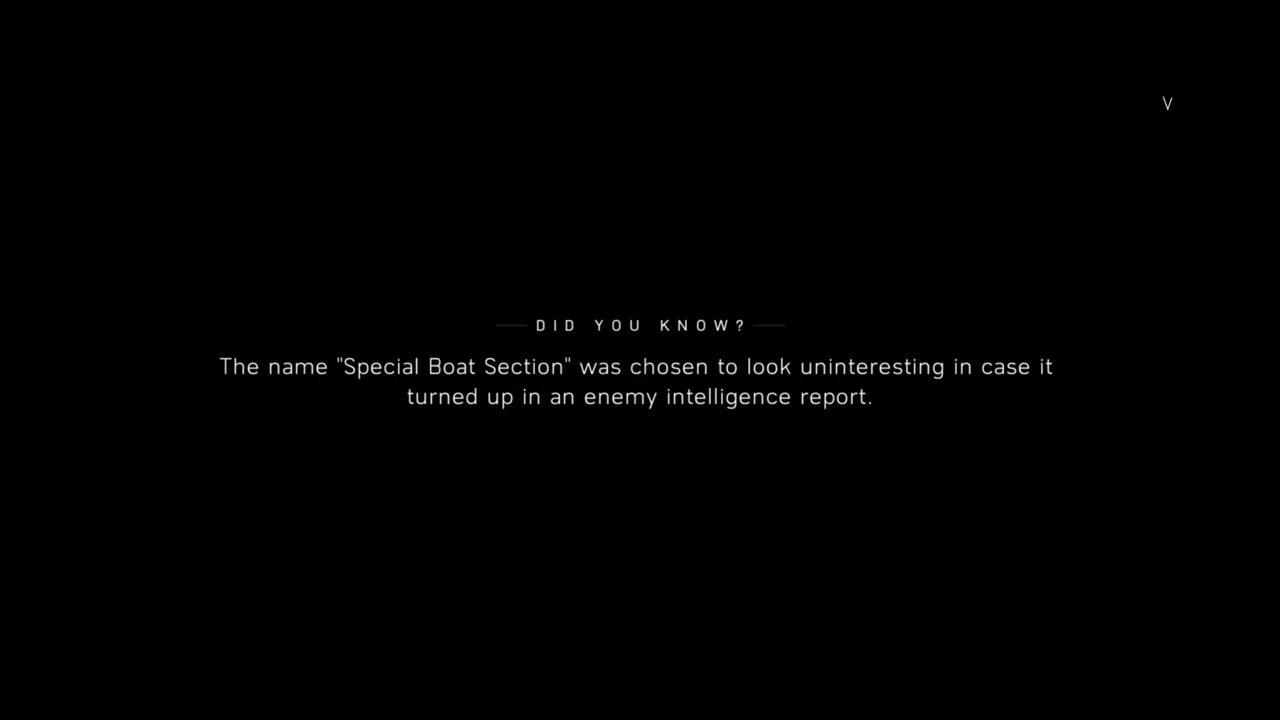 V
DID YOU KNOW?
The name "Special Boat Section" was chosen to look uninteresting in case it
turned up in an enemy intelligence report.